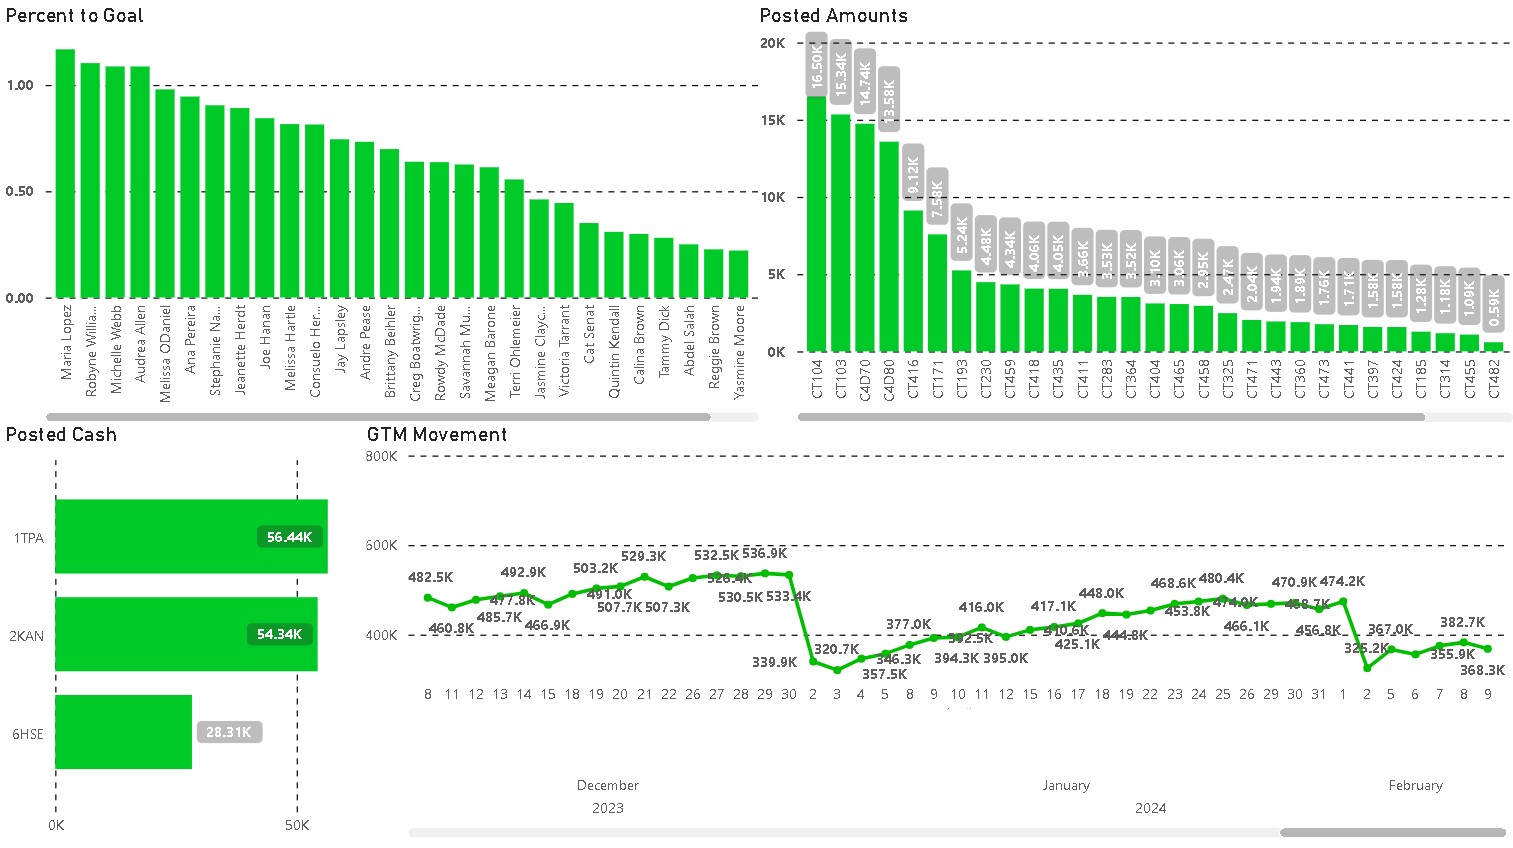 Percent to Goal
1.00
0.50
0.00
Maria Lopez
Robyne Willia...
Michelle Webb
Audrea Allen
Melissa ODaniel
Ana Pereira
Stephanie Na...
Jeanette Herdt
Joe Hanan
Melissa Hartle
Consuelo Her...
Jay Lapsley
Andre Pease
Brittany Beihler
Creg Boatwrig...
Rowdy McDade
Savannah Mu...
Meagan Barone
Terri Ohlemeier
Jasmine Clayc...
Victoria Tarrant
Cat Senat
Quintin Kendall
Calina Brown
Tammy Dick
Abdel Salah
Reggie Brown
Yasmine Moore
Posted Amounts
20K
15K
10K
5K
0K
16.50K
15.34K
14.74K
13.58K
9.12K
7.58K
5.24K
4.48K
4.34K
4.06K
4.05K
3.66K
3.53K
3.52K
3.10K
3.06K
2.95K
2.47K
2.04K
1.94K
1.89K
1.76K
1.71K
1.58K
1.58K
1.28K
1.18K
1.09K
0.59K
CT104
CT103
C4D70
C4D80
CT416
CT171
CT193
CT230
CT459
CT418
CT435
CT411
CT283
CT364
CT404
CT465
CT458
CT325
CT471
CT443
CT360
CT473
CT441
CT397
CT424
CT185
CT314
CT455
CT482
Posted Cash
1TPA
56.44K
2KAN
54.34K
6HSE
28.31K
0K 50K
GTM Movement
800K
600K
400K
482.5K
460.8K
477.8K
485.7K
492.9K
466.9K
491.0K
503.2K
507.7K
529.3K
507.3K
526.4K
532.5K
530.5K
536.9K
533.4K
339.9K
320.7K
346.3K
357.5K
377.0K
394.3K
392.5K
416.0K
395.0K
410.6K
417.1K
425.1K
448.0K
444.8K
453.8K
468.6K
474.0K
480.4K
466.1K
468.7K
470.9K
456.8K
474.2K
325.2K
367.0K
355.9K
382.7K
368.3K
8 11 12 13 14 15 18 19 20 21 22 26 27 28 29 30 2 3 4 5 8 9 10 11 12 15 16 17 18 19 22 23 24 25 26 29 30 31 1 2 5 6 7 8 9
December January February
2023 2024